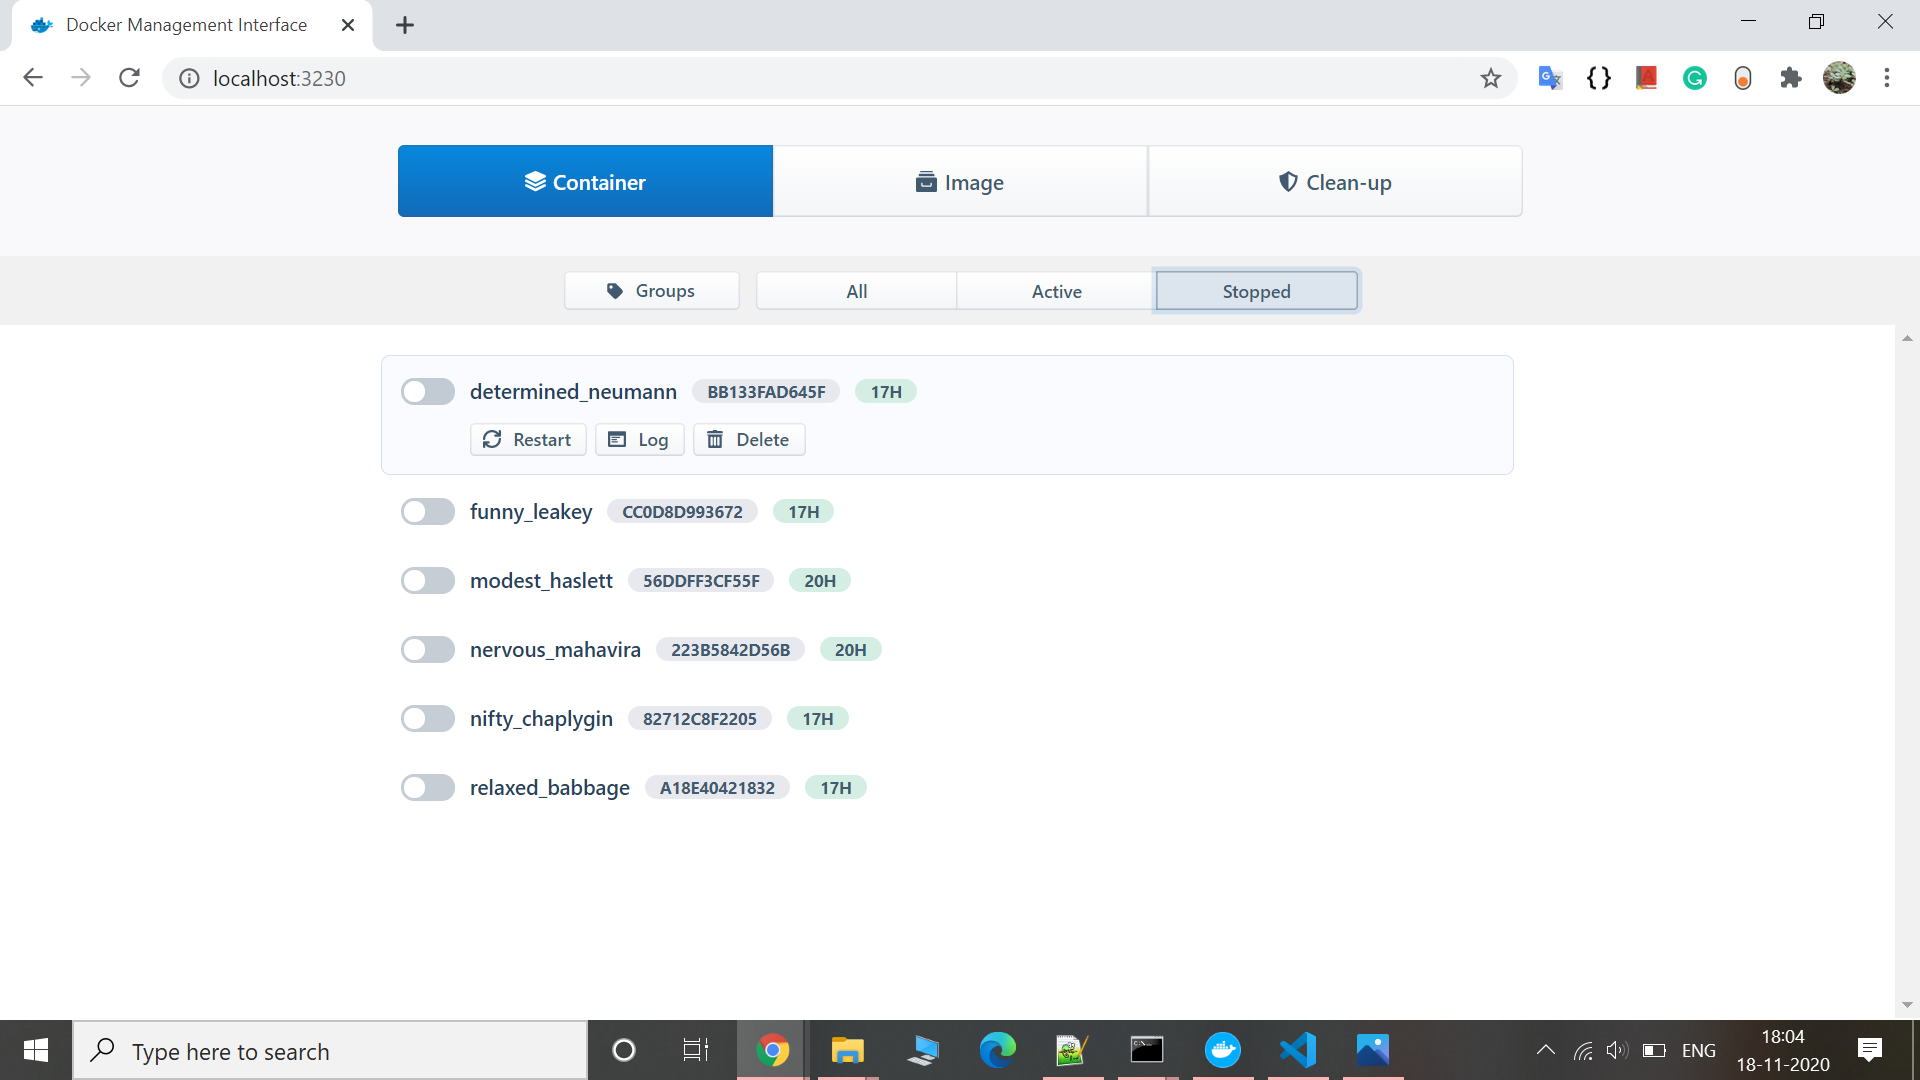 Docker Management Interface
localhost:3230
Container
Image
Clean-up
Groups
All
Active
Stopped
determined_neumann BB133FAD645F 17H
Restart Log Delete
funny_leakey CC0D8D993672 17H
modest_haslett 56DDFF3CF55F 20H
nervous_mahavira 223B5842D56B 20H
nifty_chaplygin 82712C8F2205 17H
relaxed_babbage A18E40421832 17H
Type here to search
ENG
18:04
18-11-2020